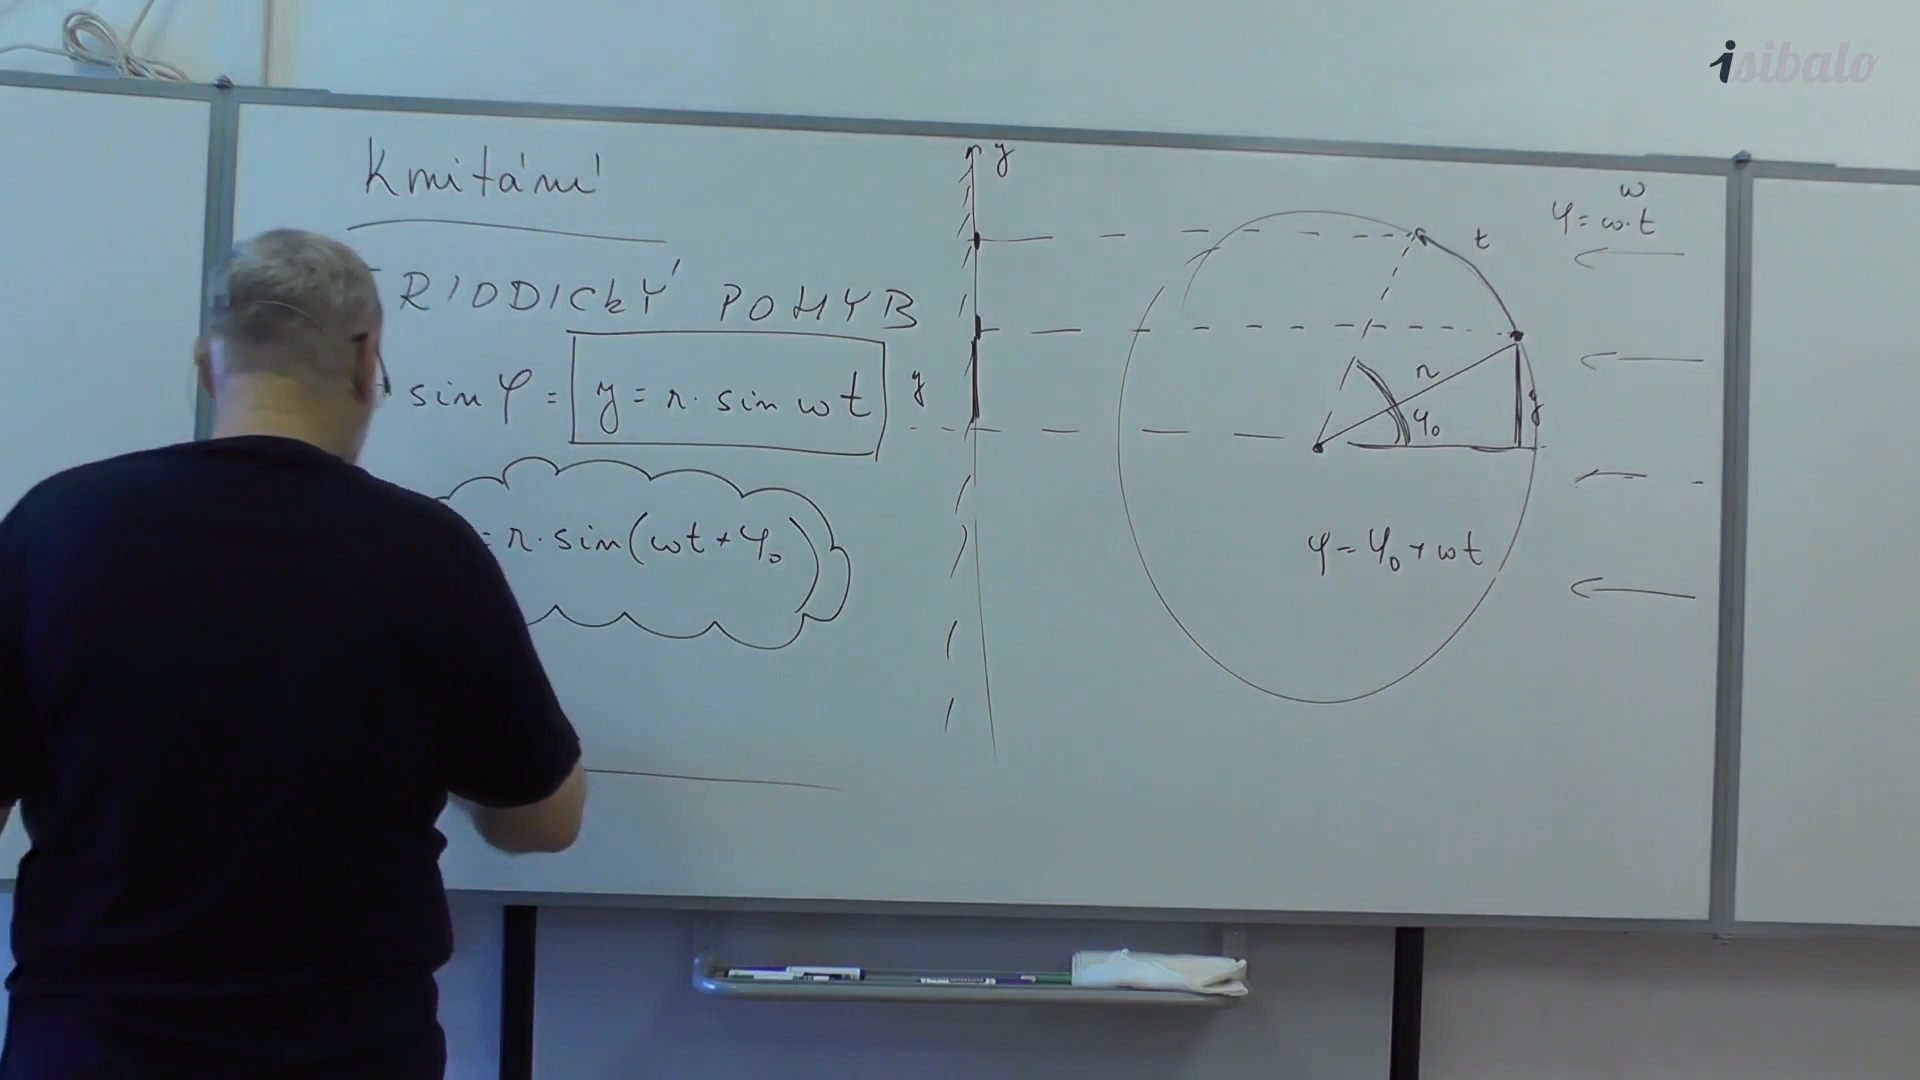 isibalo
Kmitání
RIODICKÝ POHYB
sin φ = y = r · sin ωt
= r · sin(ωt + φ₀)
y
y
t
r
φ₀
y
φ = φ₀ + ωt
ω
φ = ω · t